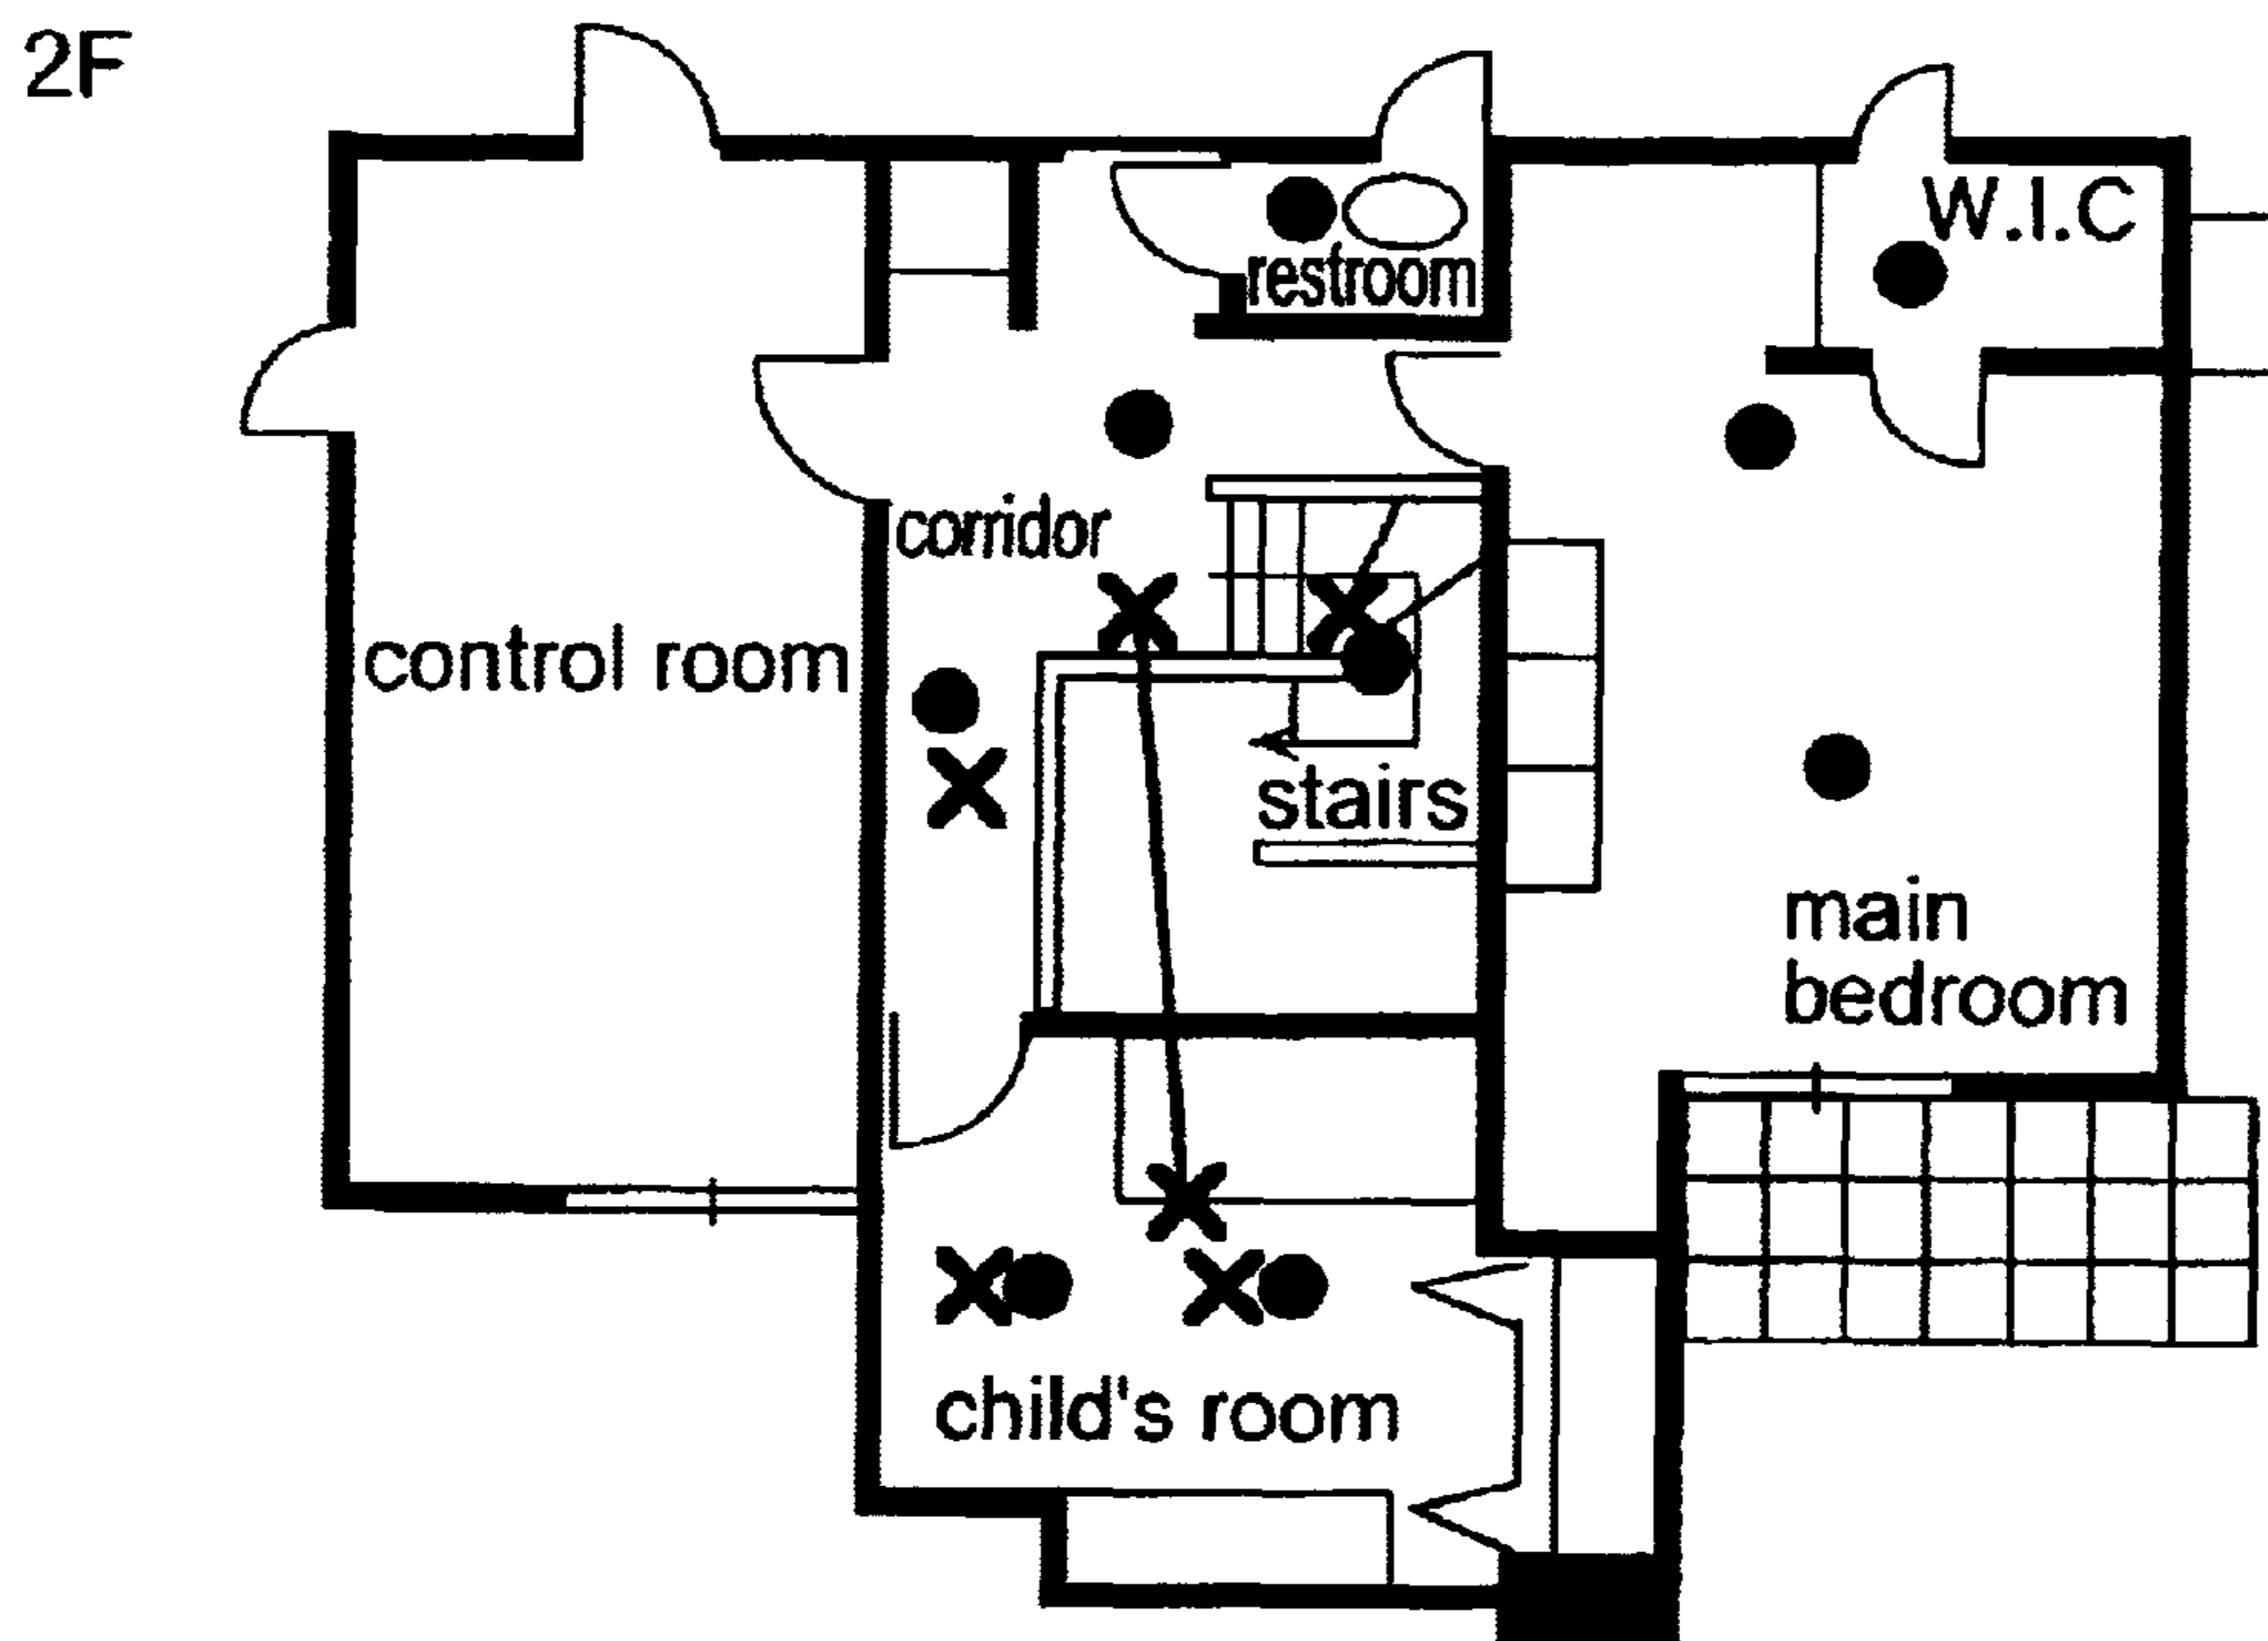 2F
W.I.C
restroom
corridor
control room
stairs
main
bedroom
child's room